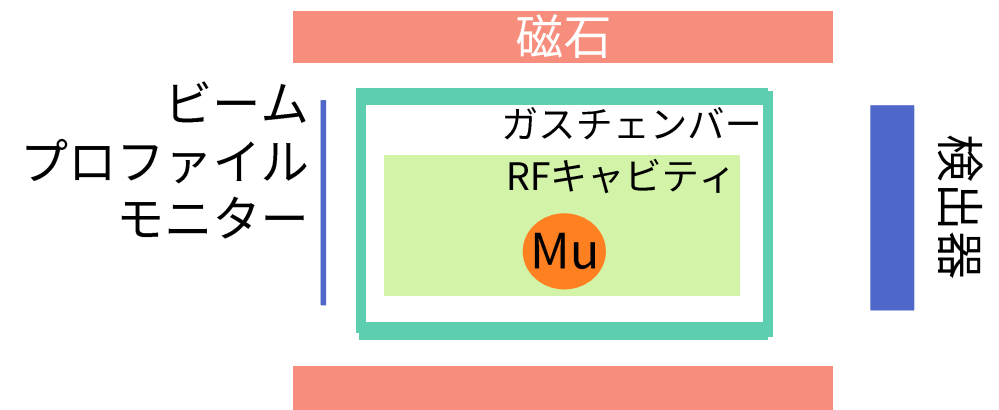 磁石
ビーム
プロファイル
モニター
ガスチェンバー
RFキャビティ
Mu
検出器